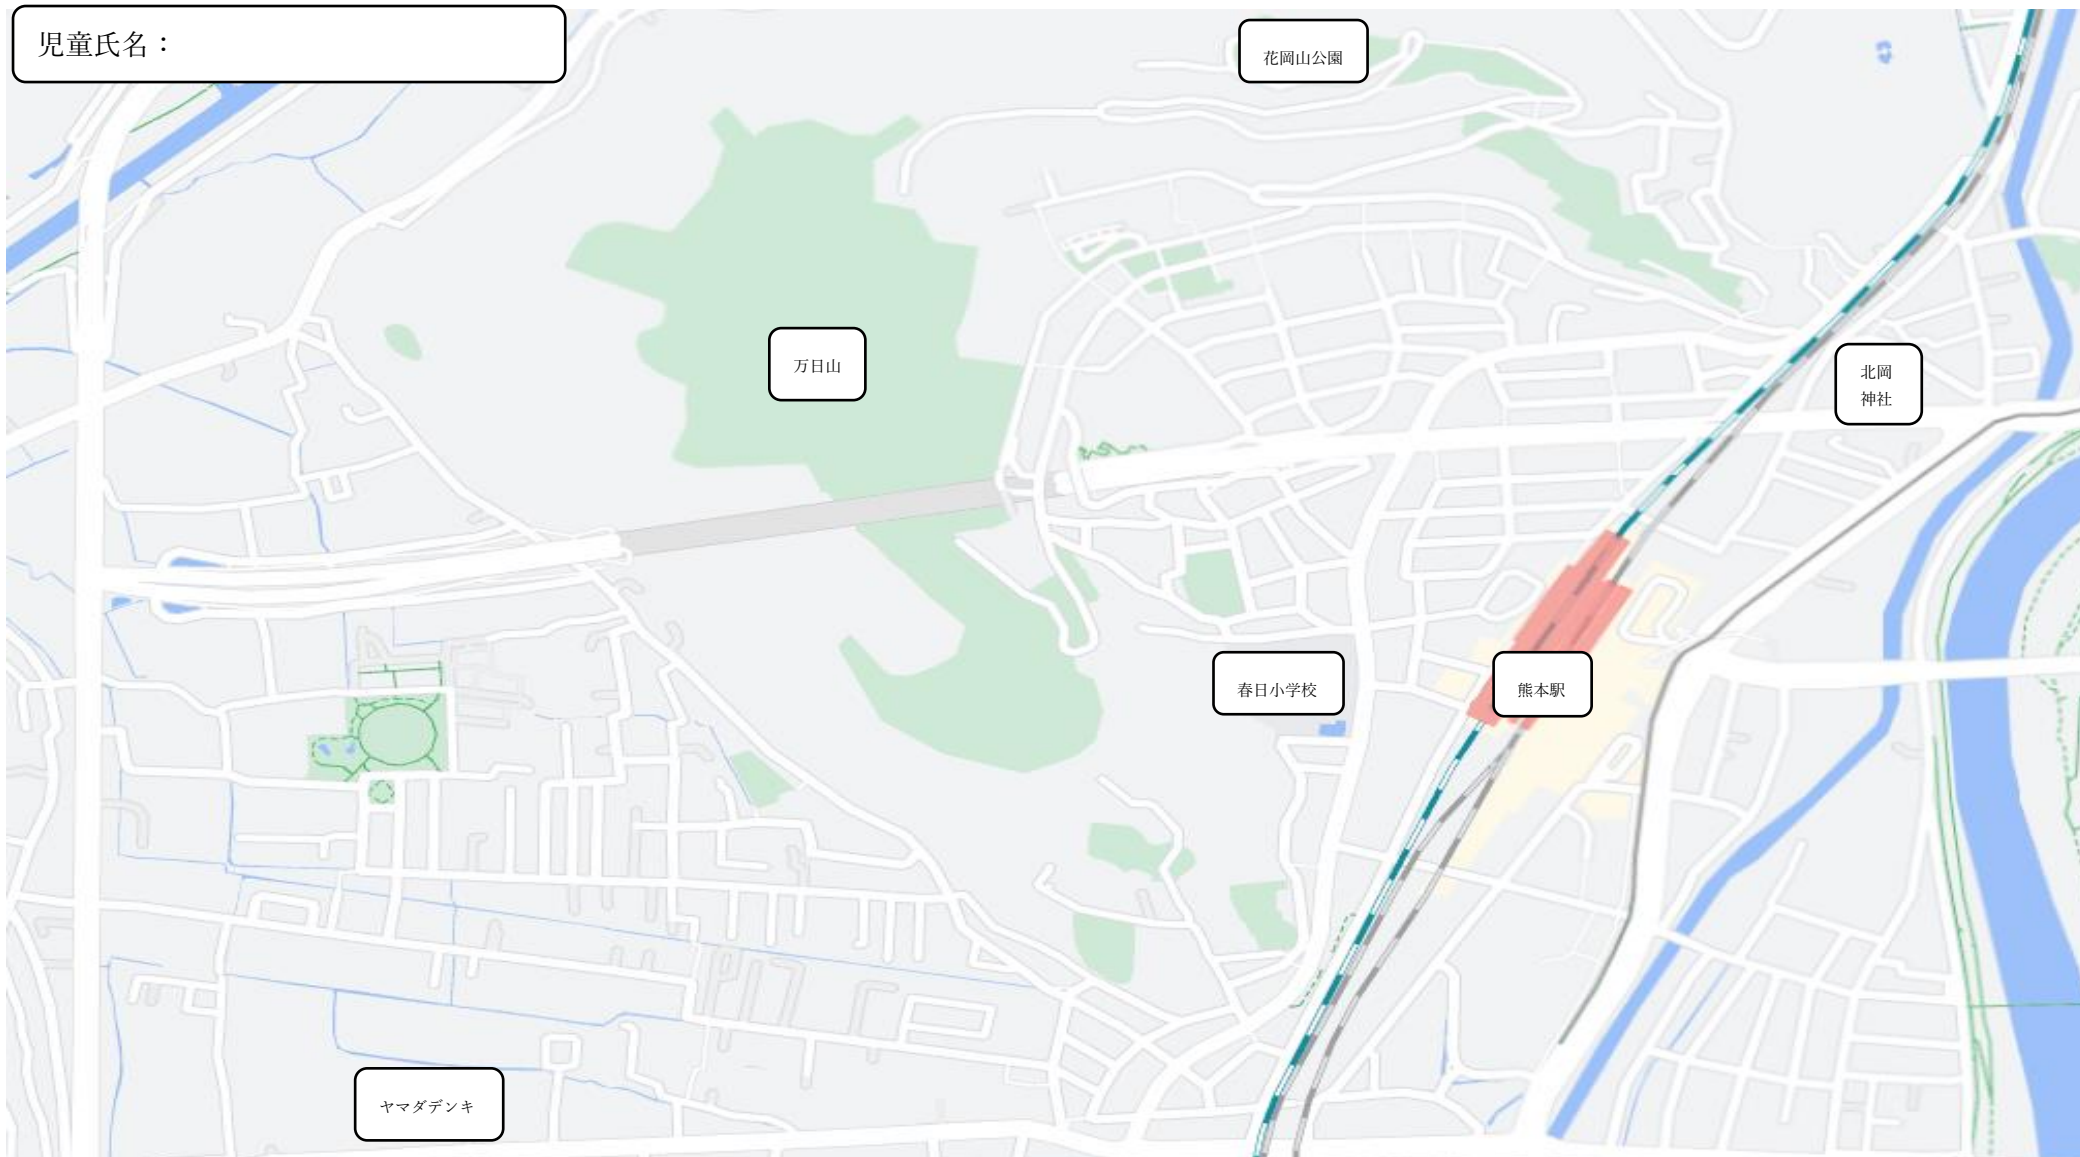 児童氏名：
花岡山公園
万日山
北岡
神社
春日小学校
熊本駅
ヤマダデンキ